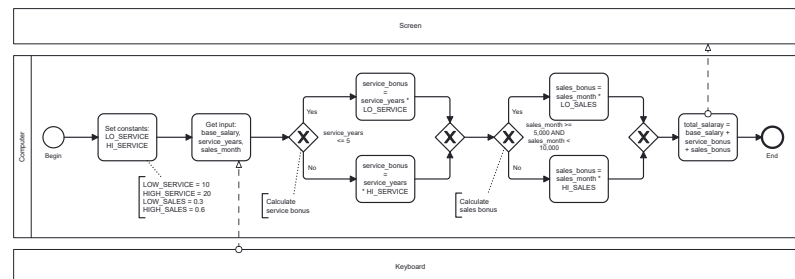 Screen
Computer
Begin
Set constants:
LO_SERVICE
HI_SERVICE
LOW_SERVICE = 10
HIGH_SERVICE = 20
LOW_SALES = 0.3
HIGH_SALES = 0.6
Get input:
base_salary,
service_years,
sales_month
service_years
<= 5
Yes
No
Calculate
service bonus
service_bonus
=
service_years *
LO_SERVICE
service_bonus
=
service_years
* HI_SERVICE
sales_month >=
5,000 AND
sales_month <
10,000
Yes
No
Calculate
sales bonus
sales_bonus =
sales_month *
LO_SALES
sales_bonus =
sales_month *
HI_SALES
total_salaray =
base_salary +
service_bonus
+ sales_bonus
End
Keyboard